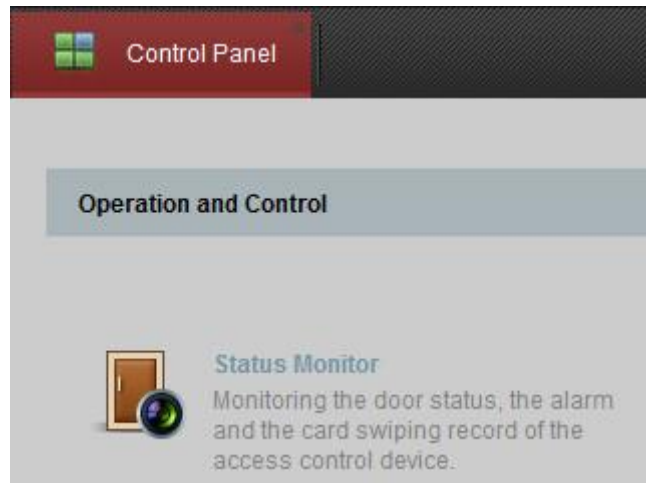 Control Panel
Operation and Control
Status Monitor
Monitoring the door status, the alarm
and the card swiping record of the
access control device.